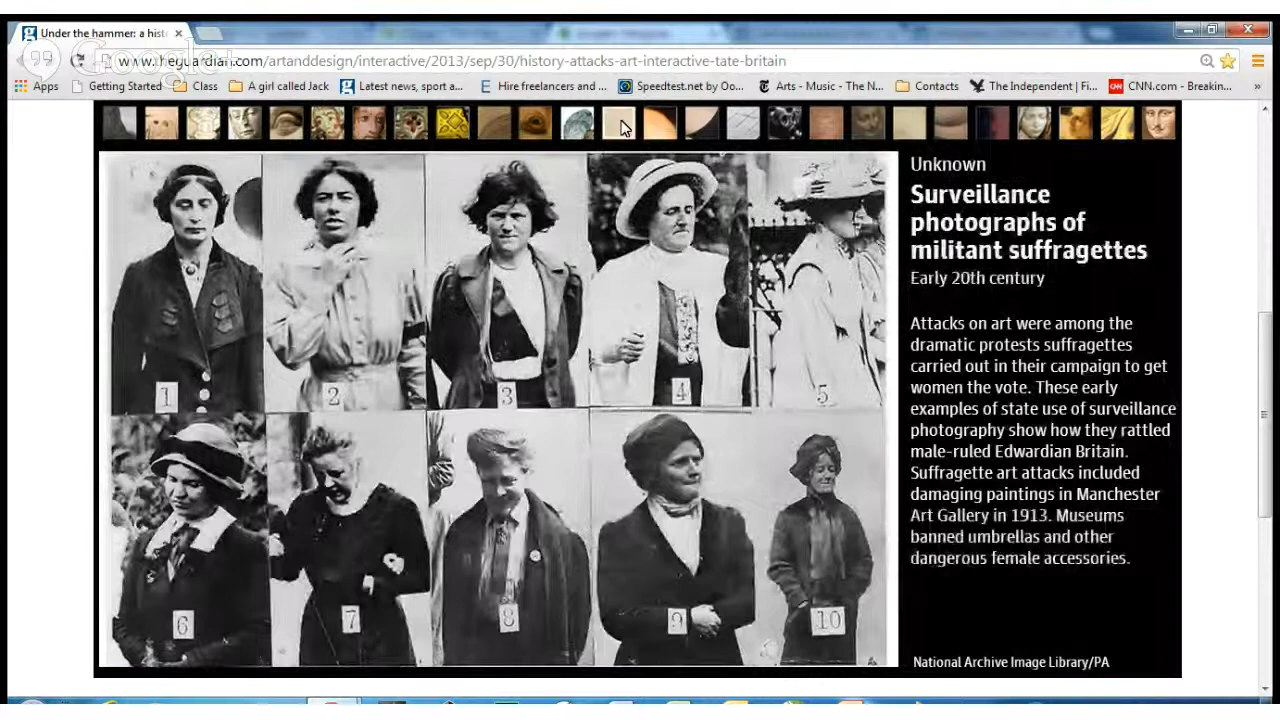 Under the hammer: a hist
Google+
www.theguardian.com/artanddesign/interactive/2013/sep/30/history-attacks-art-interactive-tate-britain
Apps Getting Started Class A girl called Jack Latest news, sport a... Hire freelancers and ... Speedtest.net by Oo... Arts - Music - The N... Contacts The Independent | Fi... CNN.com - Breakin... »
Unknown
Surveillance
photographs of
militant suffragettes
Early 20th century
Attacks on art were among the
dramatic protests suffragettes
carried out in their campaign to get
women the vote. These early
examples of state use of surveillance
photography show how they rattled
male-ruled Edwardian Britain.
Suffragette art attacks included
damaging paintings in Manchester
Art Gallery in 1913. Museums
banned umbrellas and other
dangerous female accessories.
National Archive Image Library/PA
1 2 3 4 5
6 7 8 9 10